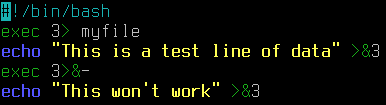 #!/bin/bash
exec 3> myfile
echo "This is a test line of data" >&3
exec 3>&-
echo "This won't work" >&3